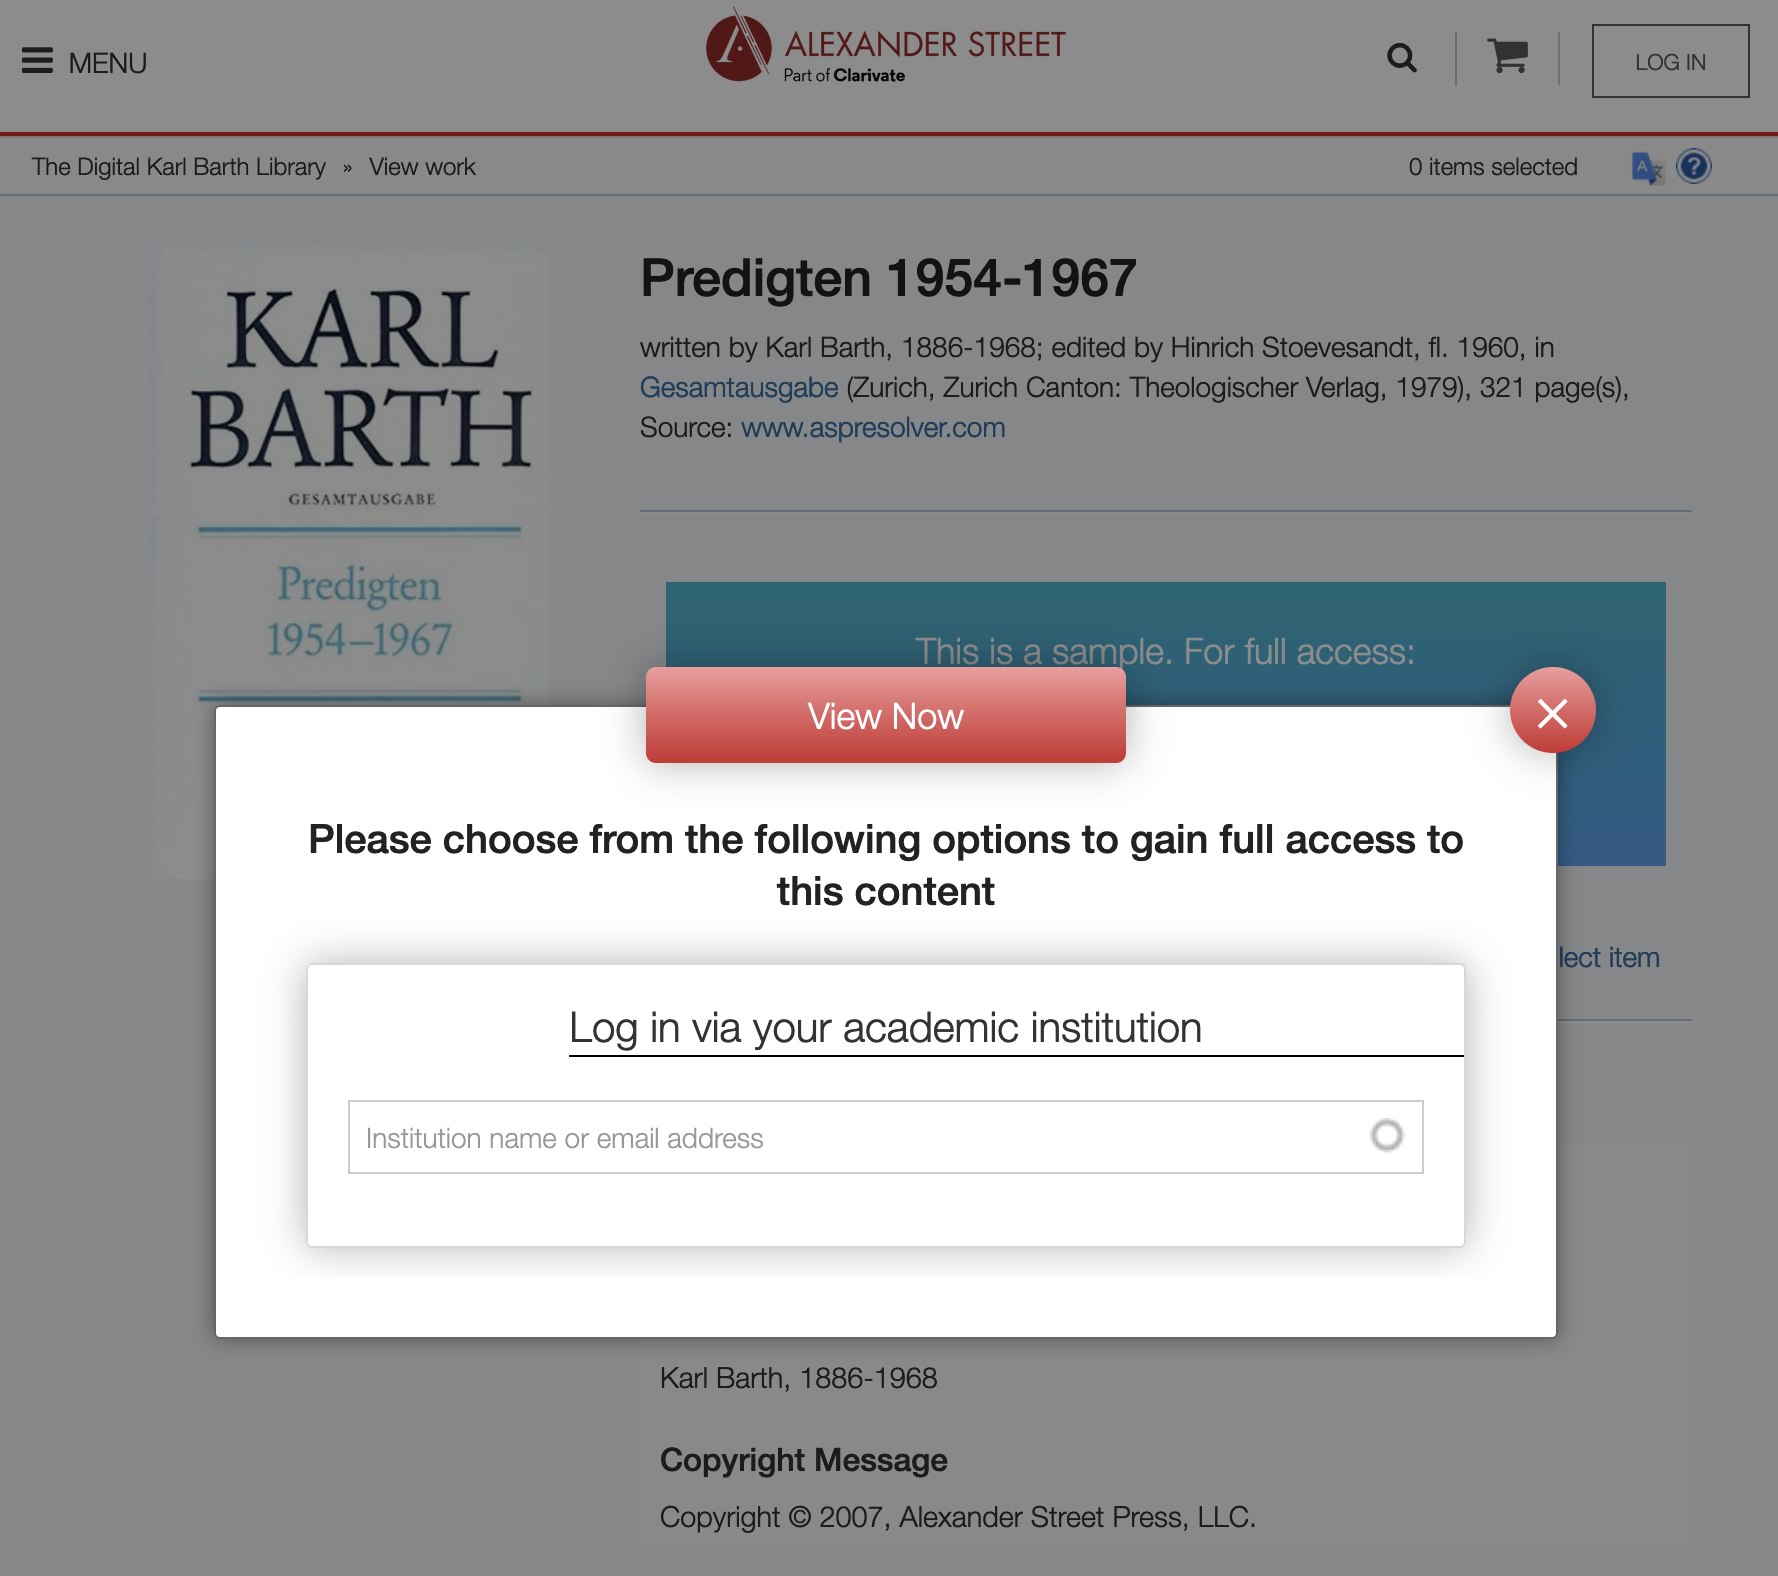 MENU
ALEXANDER STREET
Part of Clarivate
LOG IN
The Digital Karl Barth Library » View work
0 items selected
KARL
BARTH
GESAMTAUSGABE
Predigten
1954–1967
Predigten 1954-1967
written by Karl Barth, 1886-1968; edited by Hinrich Stoevesandt, fl. 1960, in
Gesamtausgabe (Zurich, Zurich Canton: Theologischer Verlag, 1979), 321 page(s),
Source: www.aspresolver.com
This is a sample. For full access:
View Now
Please choose from the following options to gain full access to
this content
lect item
Log in via your academic institution
Institution name or email address
Karl Barth, 1886-1968
Copyright Message
Copyright © 2007, Alexander Street Press, LLC.